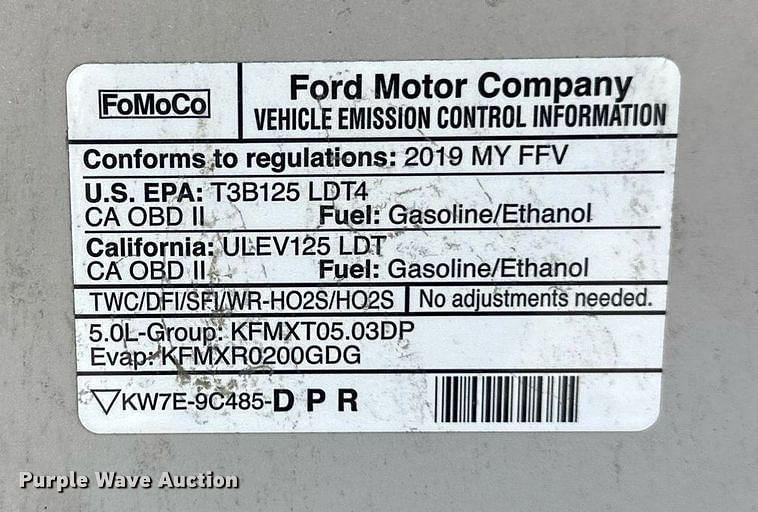 FoMoCo
Ford Motor Company
VEHICLE EMISSION CONTROL INFORMATION
Conforms to regulations: 2019 MY FFV
U.S. EPA: T3B125 LDT4
CA OBD II Fuel: Gasoline/Ethanol
California: ULEV125 LDT
CA OBD II Fuel: Gasoline/Ethanol
TWC/DFI/SFI/WR-HO2S/HO2S No adjustments needed.
5.0L-Group: KFMXT05.03DP
Evap: KFMXR0200GDG
KW7E-9C485-D P R
Purple Wave Auction